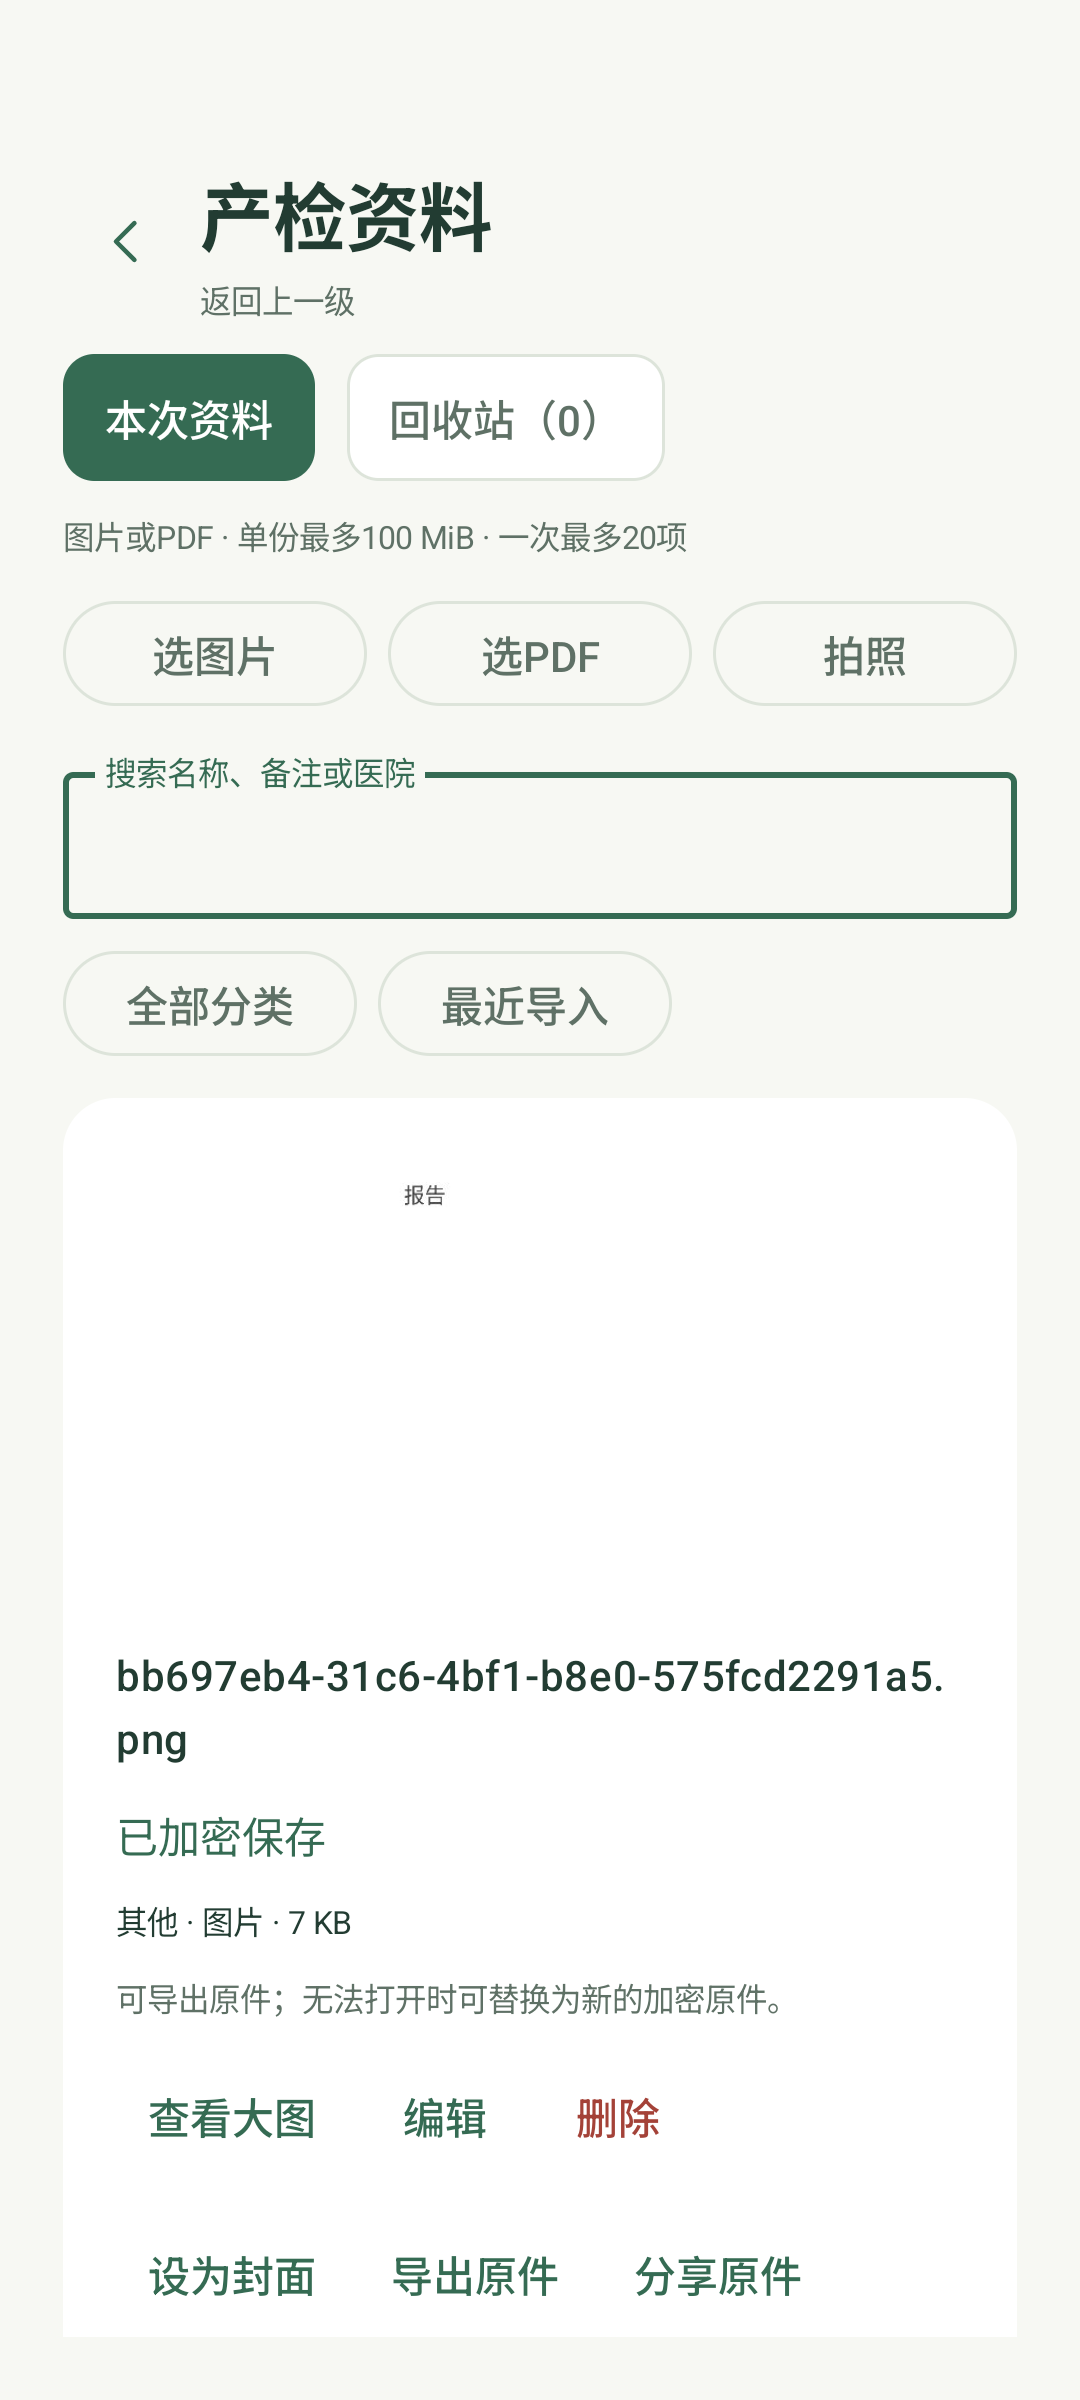 产检资料
返回上一级
本次资料
回收站（0）
图片或PDF · 单份最多100 MiB · 一次最多20项
选图片
选PDF
拍照
搜索名称、备注或医院
全部分类
最近导入
报告
bb697eb4-31c6-4bf1-b8e0-575fcd2291a5.
png
已加密保存
其他 · 图片 · 7 KB
可导出原件；无法打开时可替换为新的加密原件。
查看大图
编辑
删除
设为封面
导出原件
分享原件